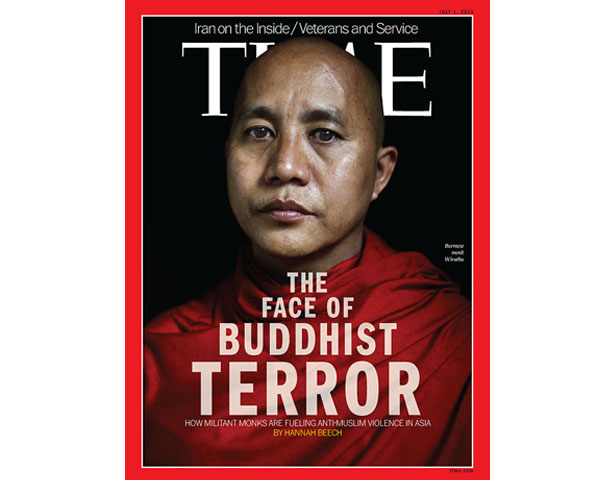 JULY 1, 2013
Iran on the Inside/Veterans and Service
TIME
Burmese
monk
Wirathu
THE
FACE OF
BUDDHIST
TERROR
HOW MILITANT MONKS ARE FUELING ANTI-MUSLIM VIOLENCE IN ASIA
BY HANNAH BEECH
time.com